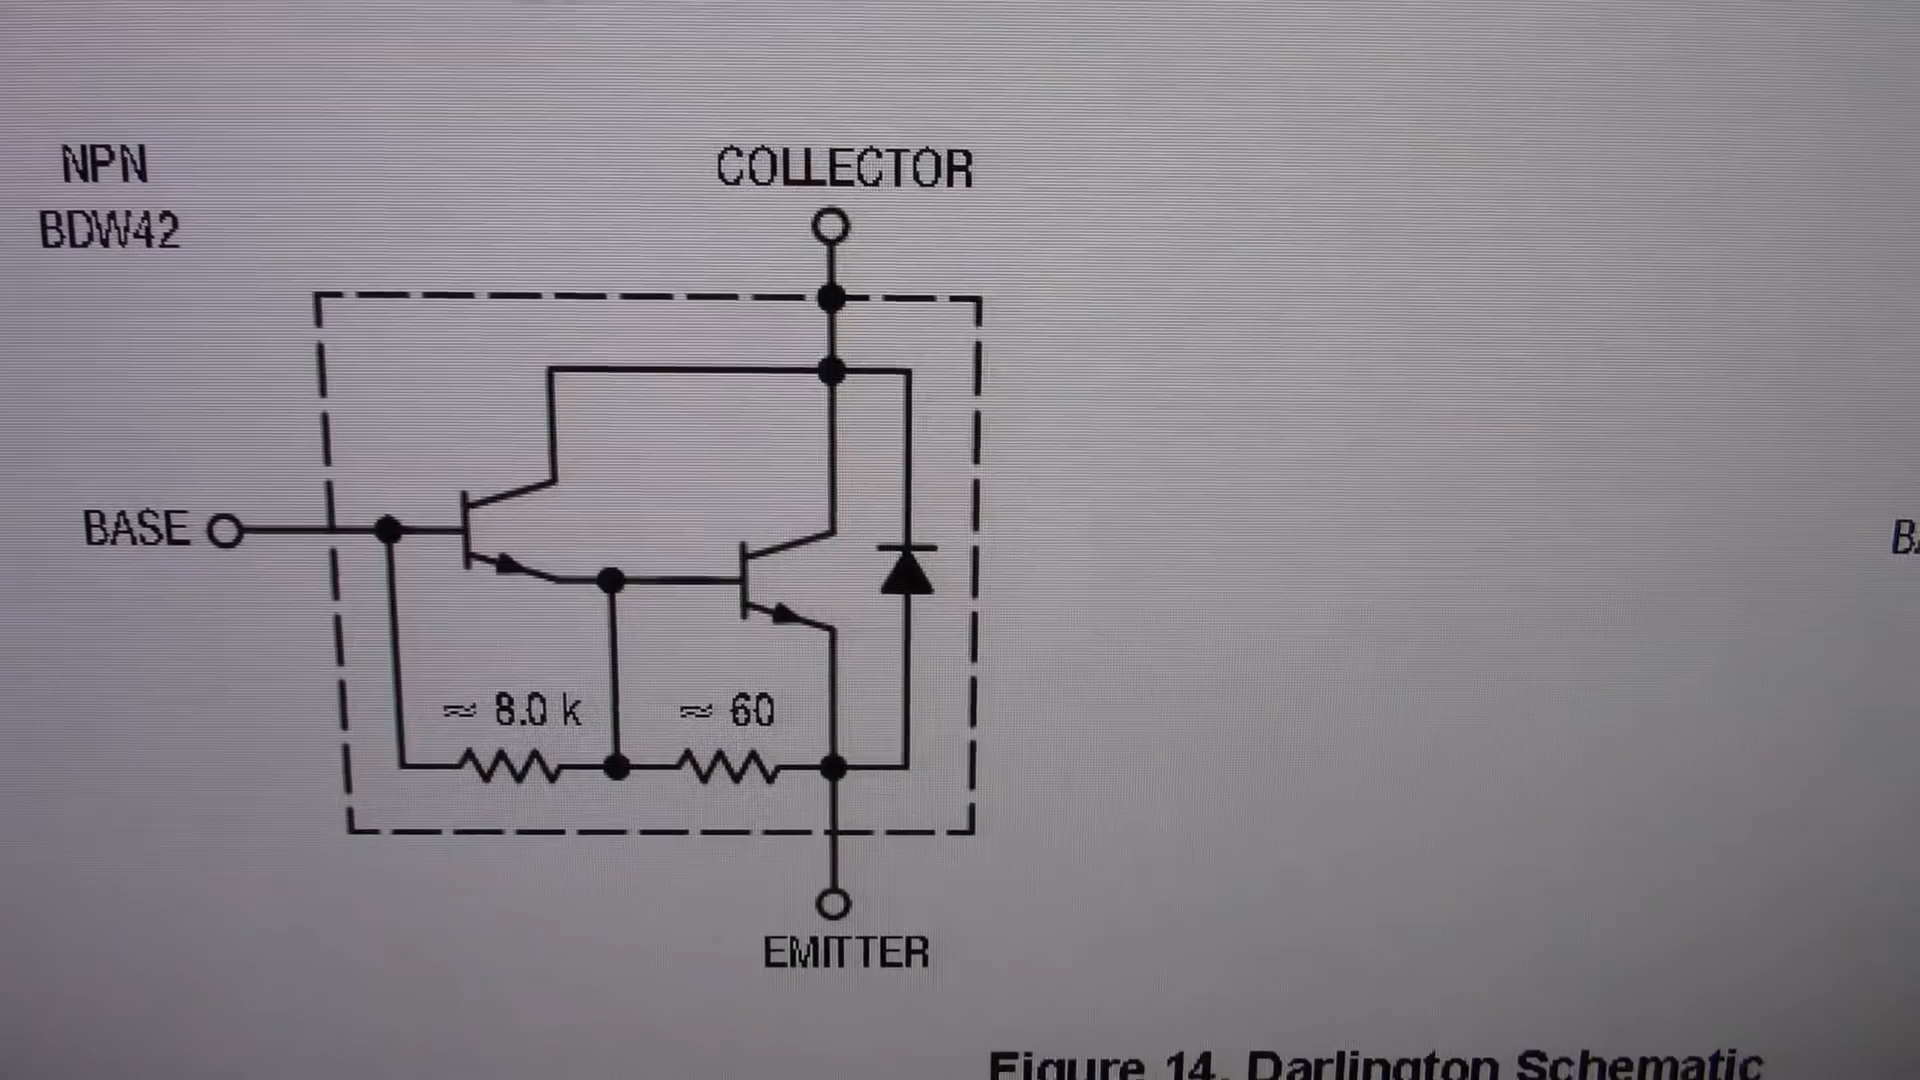 NPN
BDW42
COLLECTOR
BASE
≈ 8.0 k
≈ 60
EMITTER
Figure 14. Darlington Schematic